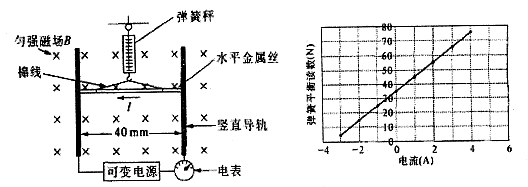 弹簧秤
匀强磁场B
水平金属丝
棉线
I
40mm
竖直导轨
可变电源
电表
弹簧平衡读数(N)
80
70
60
50
40
30
20
10
0
-4 -2 0 2 4 6
电流(A)